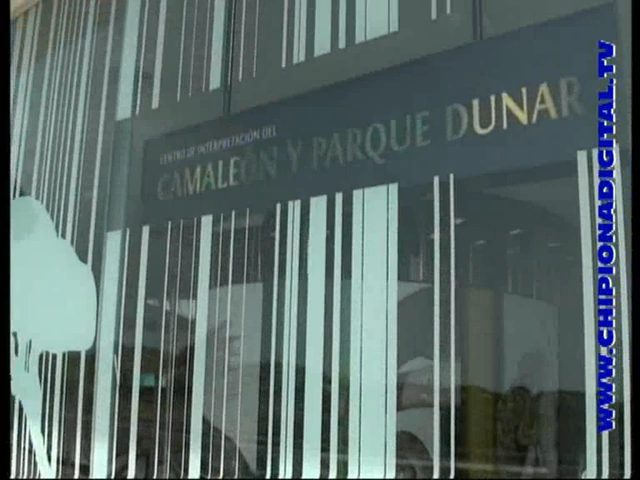 CENTRO DE INTERPRETACIÓN DEL
CAMALEÓN Y PARQUE DUNAR
WWW.CHIPIONADIGITAL.TV